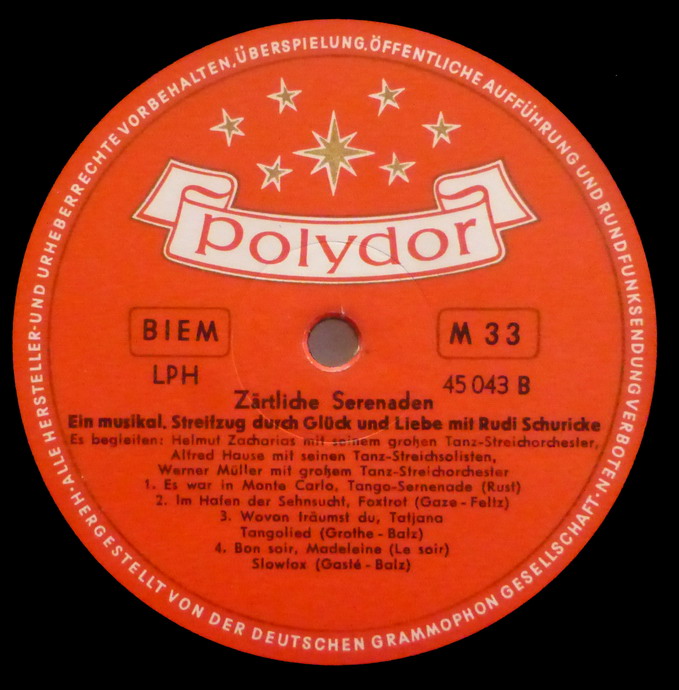 ALLE HERSTELLER- UND URHEBERRECHTE VORBEHALTEN, ÜBERSPIELUNG, ÖFFENTLICHE AUFFÜHRUNG UND RUNDFUNKSENDUNG VERBOTEN ·
polydor
BIEM M 33
LPH 45 043 B
Zärtliche Serenaden
Ein musikal. Streifzug durch Glück und Liebe mit Rudi Schuricke
Es begleiten: Helmut Zacharias mit seinem großen Tanz-Streichorchester,
Alfred Hause mit seinen Tanz-Streichsolisten,
Werner Müller mit großem Tanz-Streichorchester
1. Es war in Monte Carlo, Tango-Sernenade (Rust)
2. Im Hafen der Sehnsucht, Foxtrot (Gaze - Feltz)
3. Wovon träumst du, Tatjana
Tangolied (Grothe - Balz)
4. Bon soir, Madeleine (Le soir)
Slowfox (Gasté - Balz)
HERGESTELLT VON DER DEUTSCHEN GRAMMOPHON GESELLSCHAFT ·